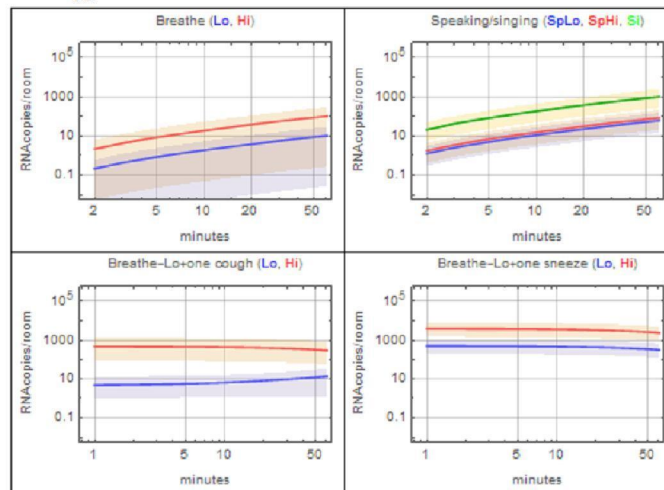 Breathe (Lo, Hi)
RNAcopies/room
10⁵
1000
10
0.1
2
5
10
20
50
minutes
Speaking/singing (SpLo, SpHi, Si)
RNAcopies/room
10⁵
1000
10
0.1
2
5
10
20
50
minutes
Breathe-Lo+one cough (Lo, Hi)
RNAcopies/room
10⁵
1000
10
0.1
1
5
10
50
minutes
Breathe-Lo+one sneeze (Lo, Hi)
RNAcopies/room
10⁵
1000
10
0.1
1
5
10
50
minutes